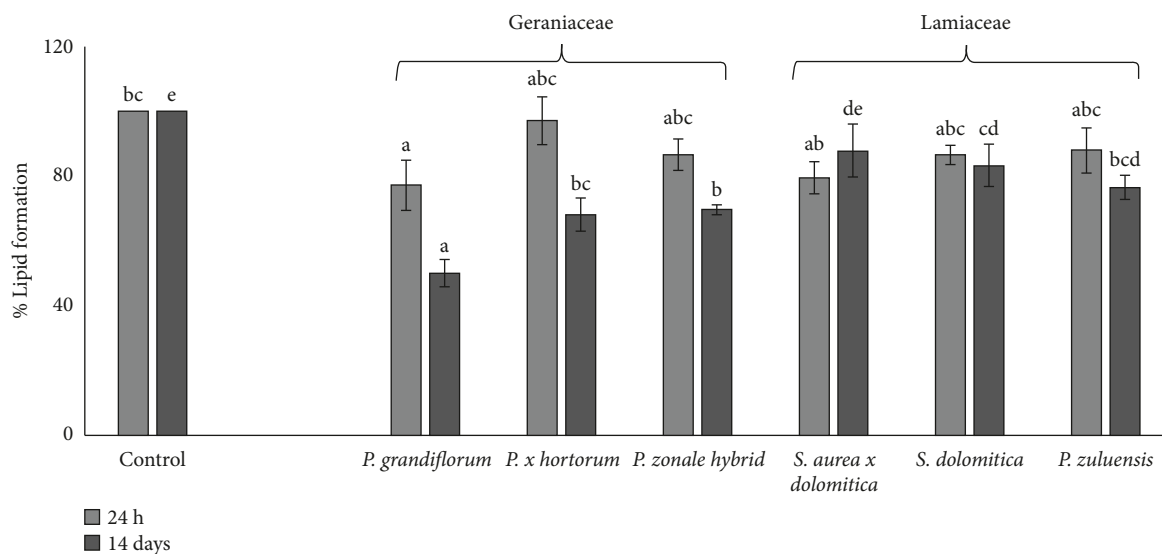 Geraniaceae
Lamiaceae
% Lipid formation
120
80
40
0
bc
e
a
a
abc
bc
abc
b
ab
de
abc
cd
abc
bcd
Control
P. grandiflorum
P. x hortorum
P. zonale hybrid
S. aurea x
dolomitica
S. dolomitica
P. zuluensis
24 h
14 days